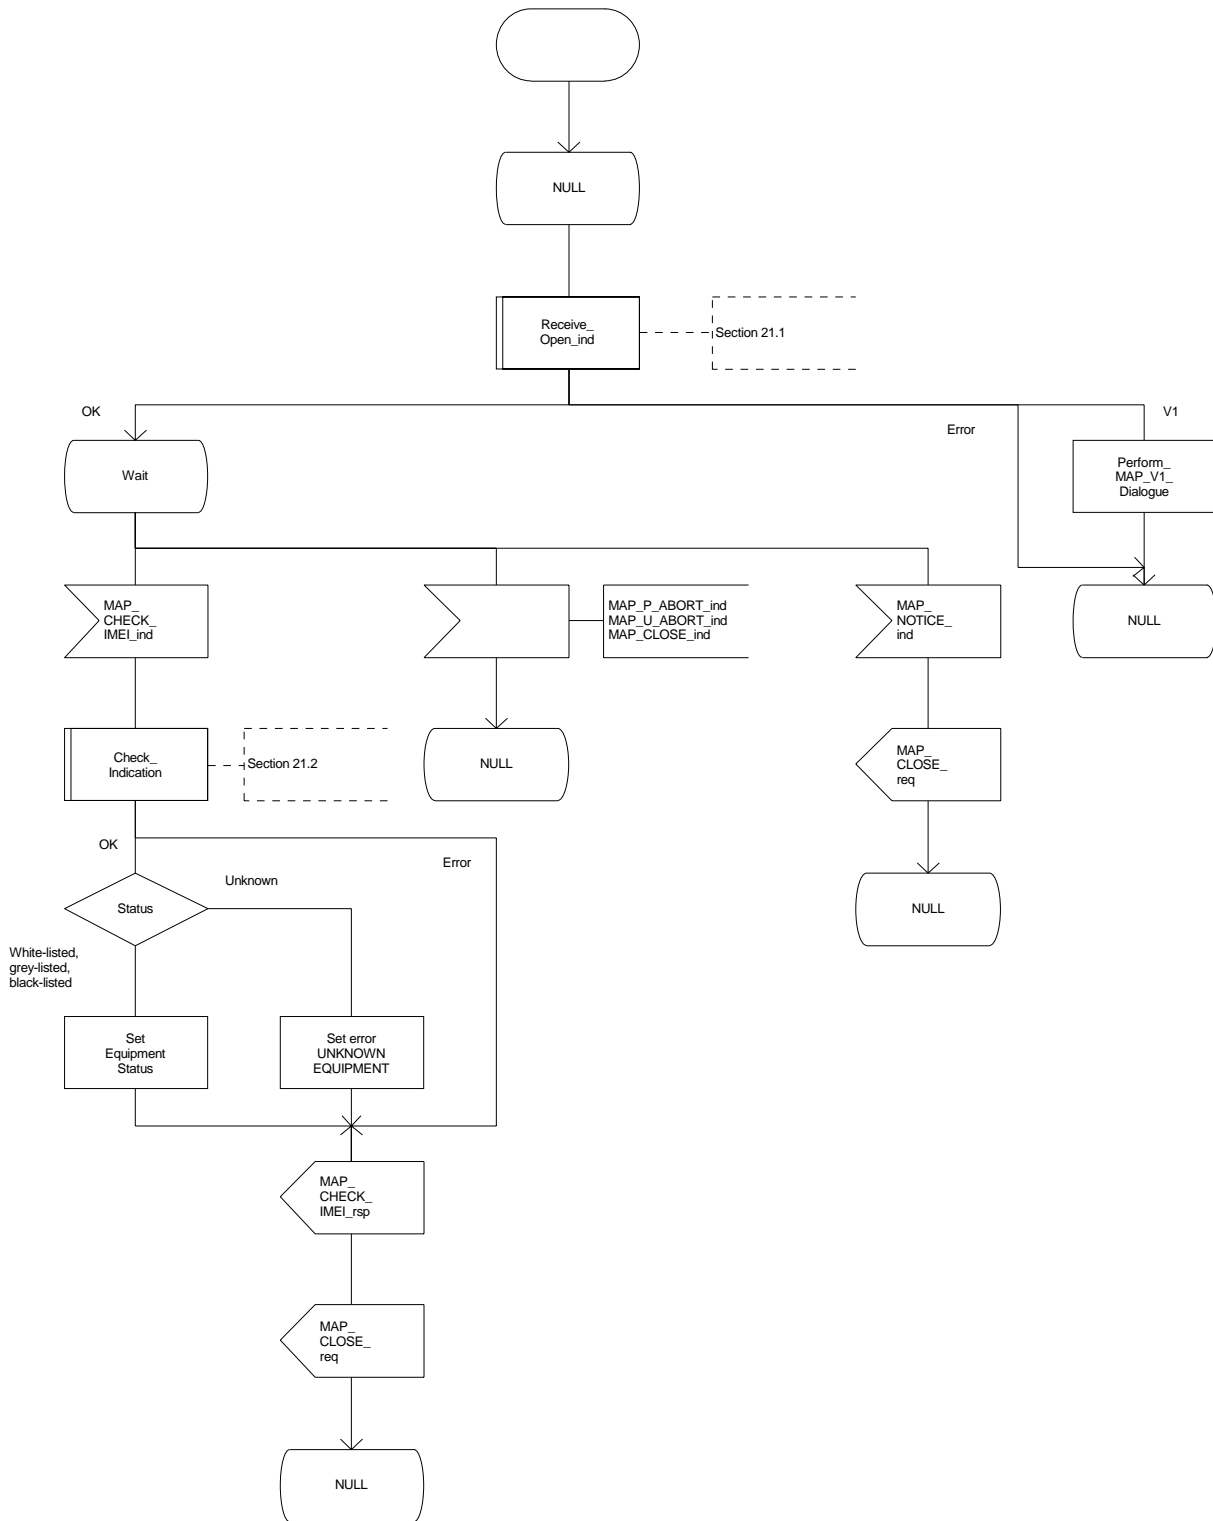 NULL
Receive_
Open_ind
Section 21.1
OK
Error
V1
Wait
Perform_
MAP_V1_
Dialogue
MAP_
CHECK_
IMEI_ind
MAP_P_ABORT_ind
MAP_U_ABORT_ind
MAP_CLOSE_ind
MAP_
NOTICE_
ind
NULL
Check_
Indication
Section 21.2
NULL
MAP_
CLOSE_
req
OK
Error
Status
Unknown
NULL
White-listed,
grey-listed,
black-listed
Set
Equipment
Status
Set error
UNKNOWN
EQUIPMENT
MAP_
CHECK_
IMEI_rsp
MAP_
CLOSE_
req
NULL